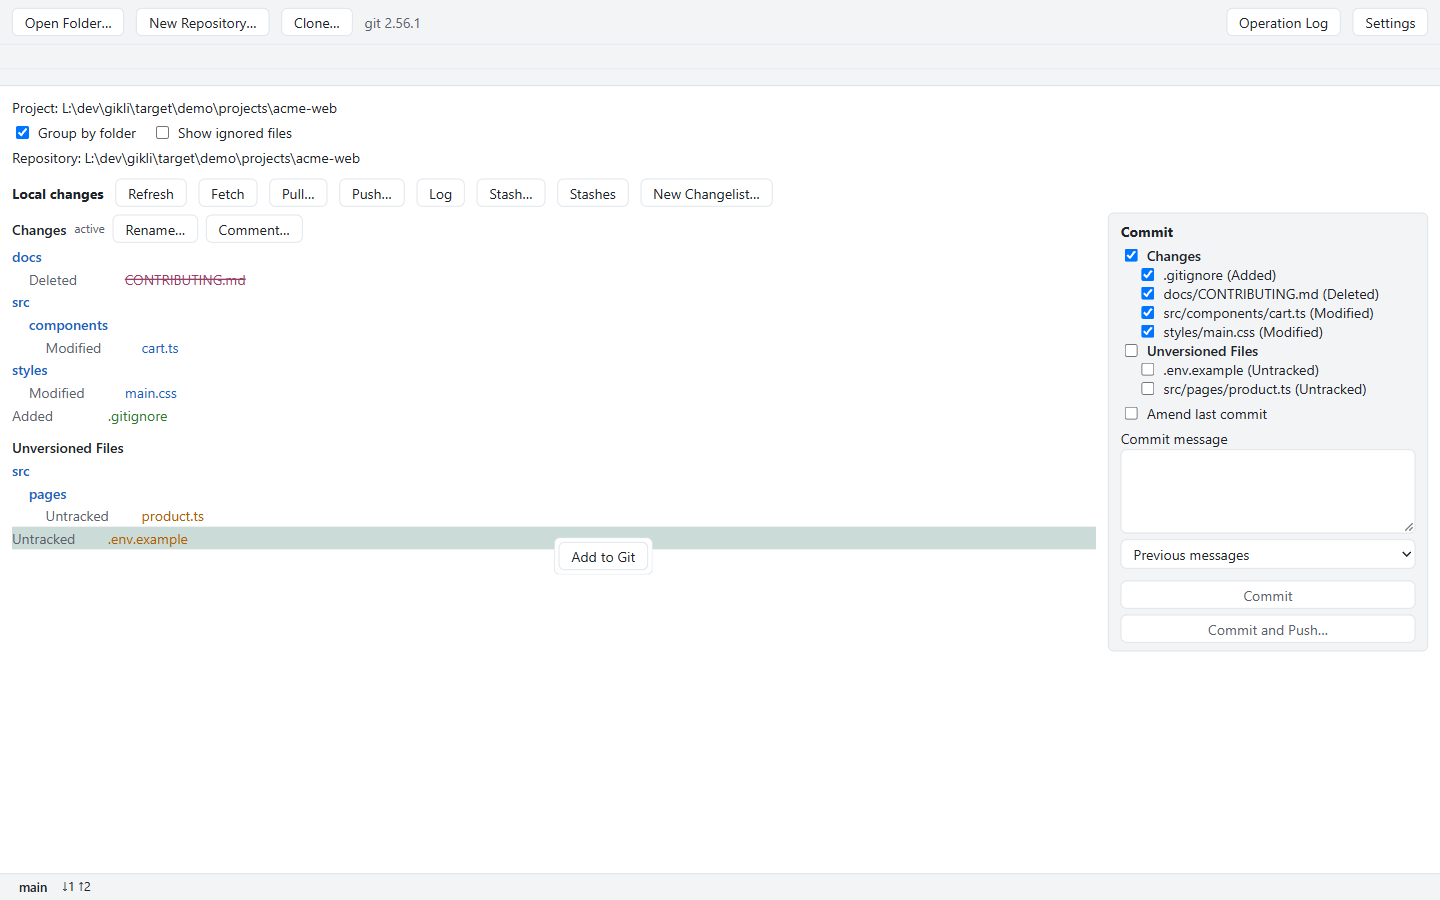 Open Folder... New Repository... Clone... git 2.56.1 Operation Log Settings
Project: L:\dev\gikli\target\demo\projects\acme-web
Group by folder Show ignored files
Repository: L:\dev\gikli\target\demo\projects\acme-web
Local changes Refresh Fetch Pull... Push... Log Stash... Stashes New Changelist...
Changes active Rename... Comment...
docs
Deleted CONTRIBUTING.md
src
components
Modified cart.ts
styles
Modified main.css
Added .gitignore
Unversioned Files
src
pages
Untracked product.ts
Untracked .env.example
Add to Git
Commit
Changes
.gitignore (Added)
docs/CONTRIBUTING.md (Deleted)
src/components/cart.ts (Modified)
styles/main.css (Modified)
Unversioned Files
.env.example (Untracked)
src/pages/product.ts (Untracked)
Amend last commit
Commit message
Previous messages
Commit
Commit and Push...
main ↓1 ↑2